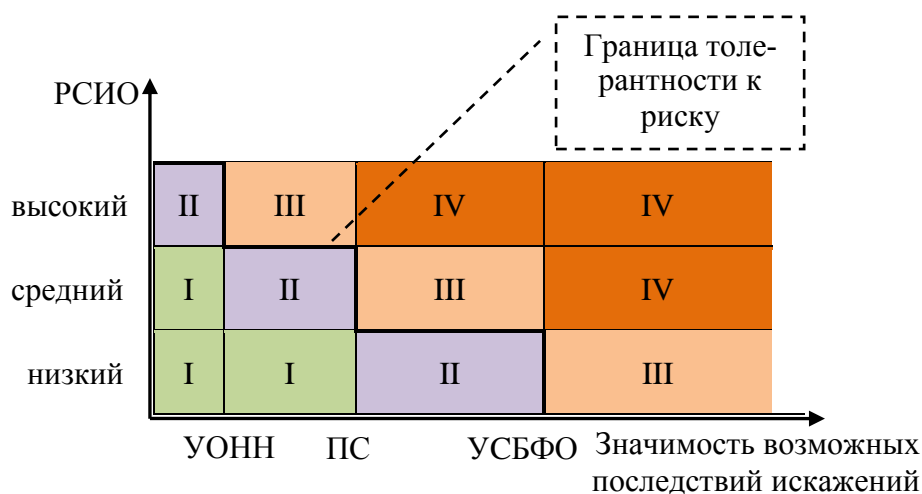 Граница толе-
рантности к
риску
РСИО
высокий II III IV IV
средний I II III IV
низкий I I II III
УОНН ПС УСБФО Значимость возможных
последствий искажений